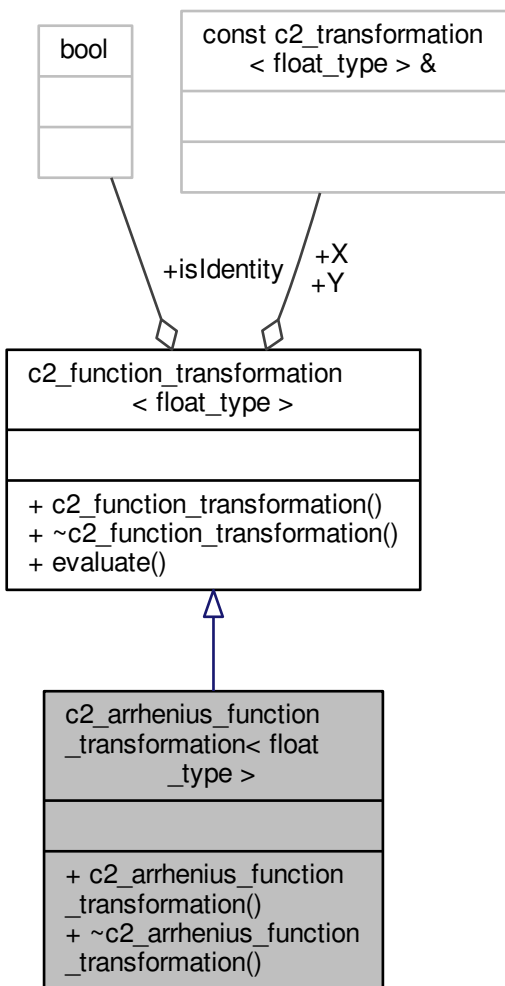 bool
const c2_transformation
< float_type > &
+isIdentity
+X
+Y
c2_function_transformation
< float_type >
+ c2_function_transformation()
+ ~c2_function_transformation()
+ evaluate()
c2_arrhenius_function
_transformation< float
_type >
+ c2_arrhenius_function
_transformation()
+ ~c2_arrhenius_function
_transformation()